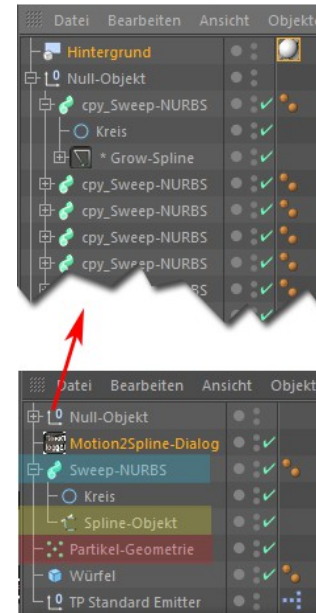 Datei Bearbeiten Ansicht Objekt
Hintergrund
Null-Objekt
cpy_Sweep-NURBS
Kreis
* Grow-Spline
cpy_Sweep-NURBS
cpy_Sweep-NURBS
cpy_Sweep-NURBS
cpy_Sweep-NURBS
BS
Datei Bearbeiten Ansicht Objekt
Null-Objekt
Motion2Spline-Dialog
Sweep-NURBS
Kreis
Spline-Objekt
Partikel-Geometrie
Würfel
TP Standard Emitter